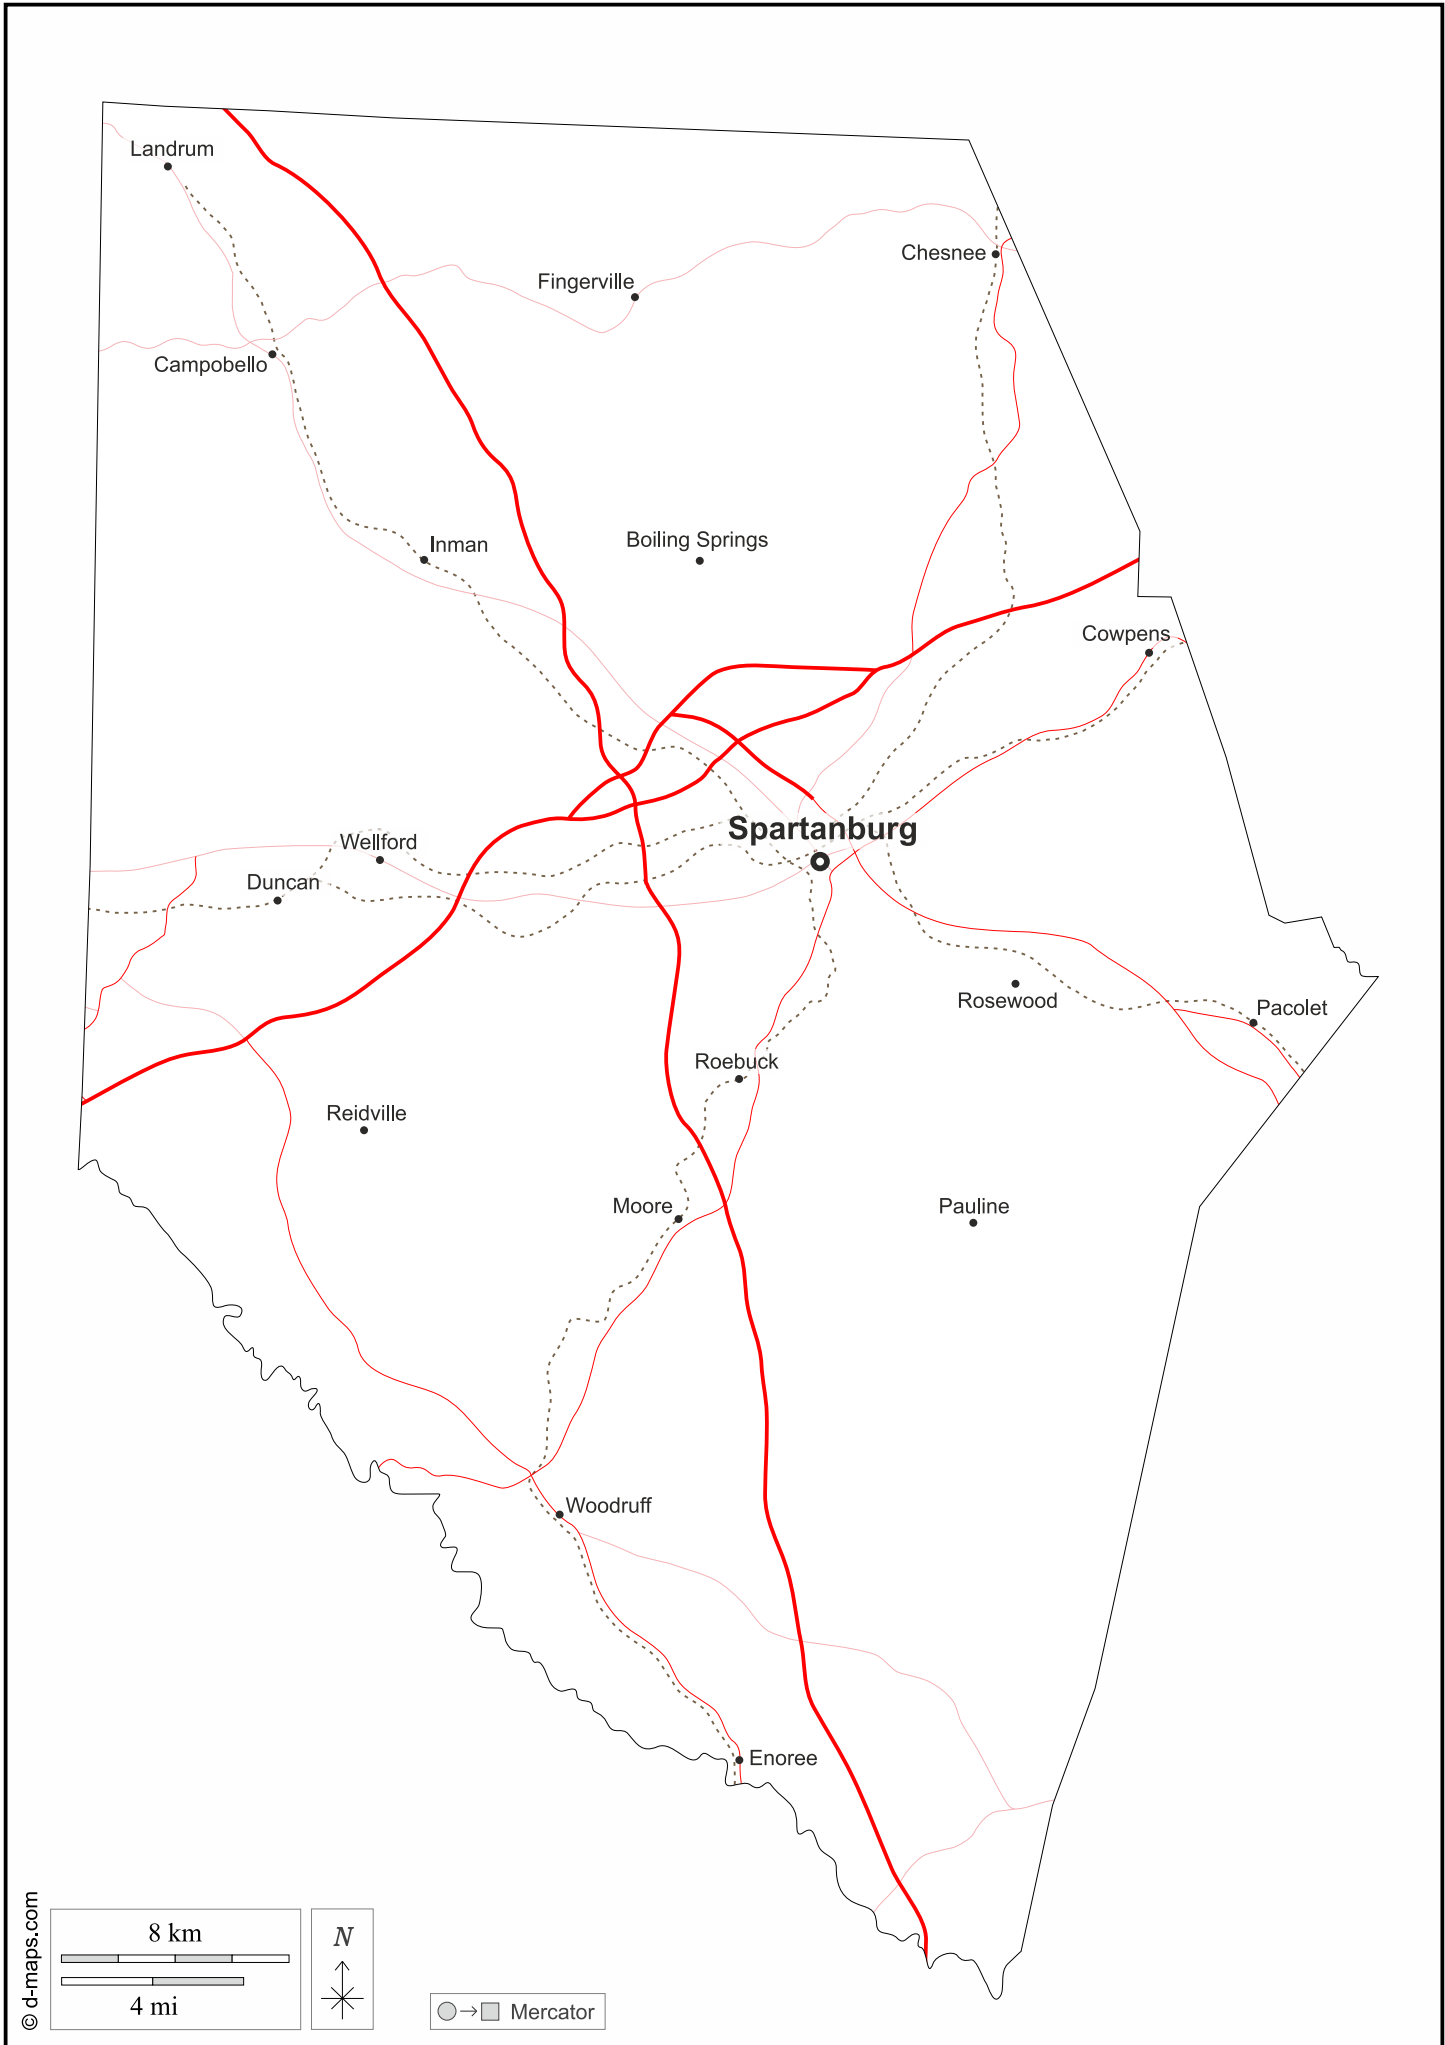 Landrum
Chesnee
Fingerville
Campobello
Boiling Springs
Inman
Cowpens
Spartanburg
Wellford
Duncan
Rosewood
Pacolet
Roebuck
Reidville
Moore
Pauline
Woodruff
Enoree
© d-maps.com
8 km
4 mi
N
Mercator